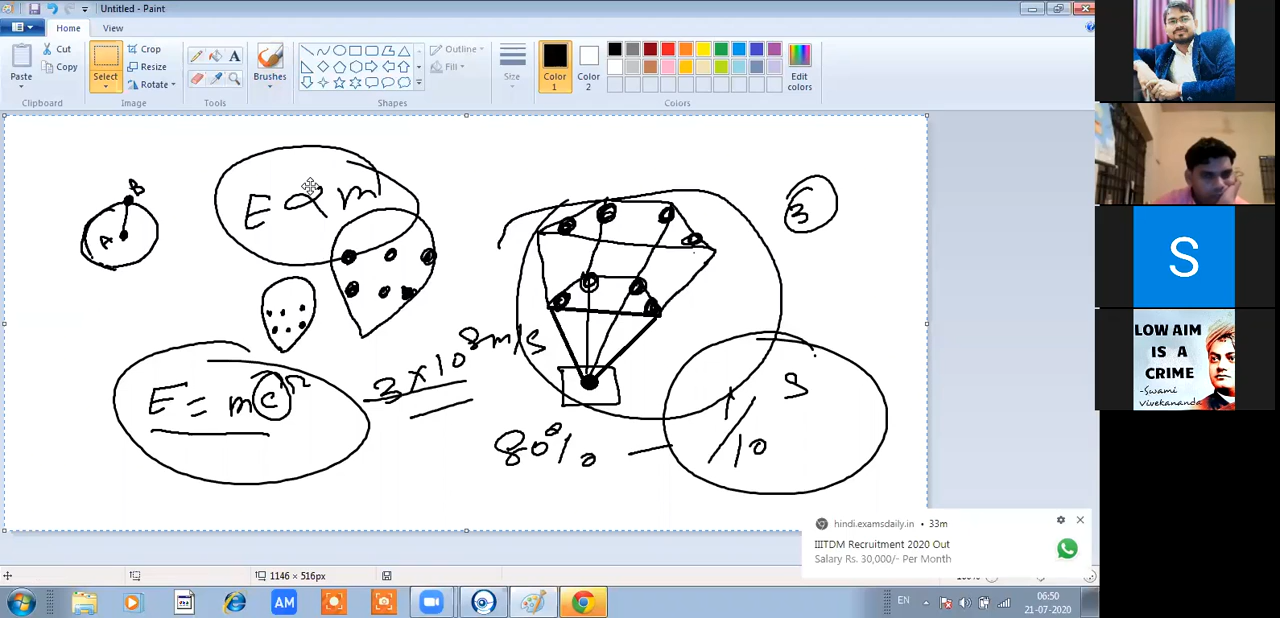 Untitled - Paint
Home
View
Paste
Cut
Copy
Clipboard
Select
Crop
Resize
Rotate
Image
Tools
Brushes
Shapes
Outline
Fill
Size
Color 1
Color 2
Edit colors
Colors
B
A
E ∝ m
3
E = mc²
3 × 10⁸ m/s
80%
1/10 S
S
LOW AIM
IS A
CRIME
-Swami
Vivekananda
hindi.examsdaily.in • 33m
IIITDM Recruitment 2020 Out
Salary Rs. 30,000/- Per Month
1146 × 516px
AM
EN
06:50
21-07-2020